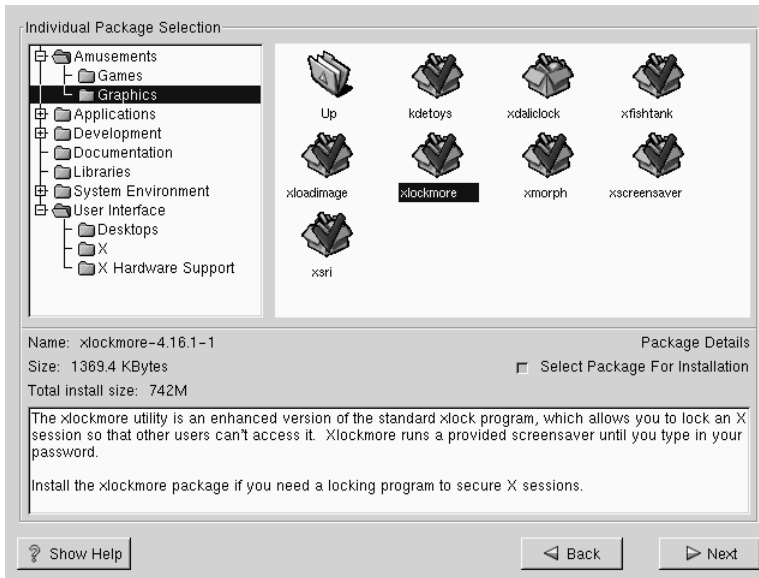 Individual Package Selection
Amusements
Games
Graphics
Applications
Development
Documentation
Libraries
System Environment
User Interface
Desktops
X
X Hardware Support
Up kdetoys xdaliclock xfishtank
xloadimage xlockmore xmorph xscreensaver
xsri
Name: xlockmore-4.16.1-1 Package Details
Size: 1369.4 KBytes Select Package For Installation
Total install size: 742M
The xlockmore utility is an enhanced version of the standard xlock program, which allows you to lock an X
session so that other users can't access it. Xlockmore runs a provided screensaver until you type in your
password.
Install the xlockmore package if you need a locking program to secure X sessions.
Show Help Back Next